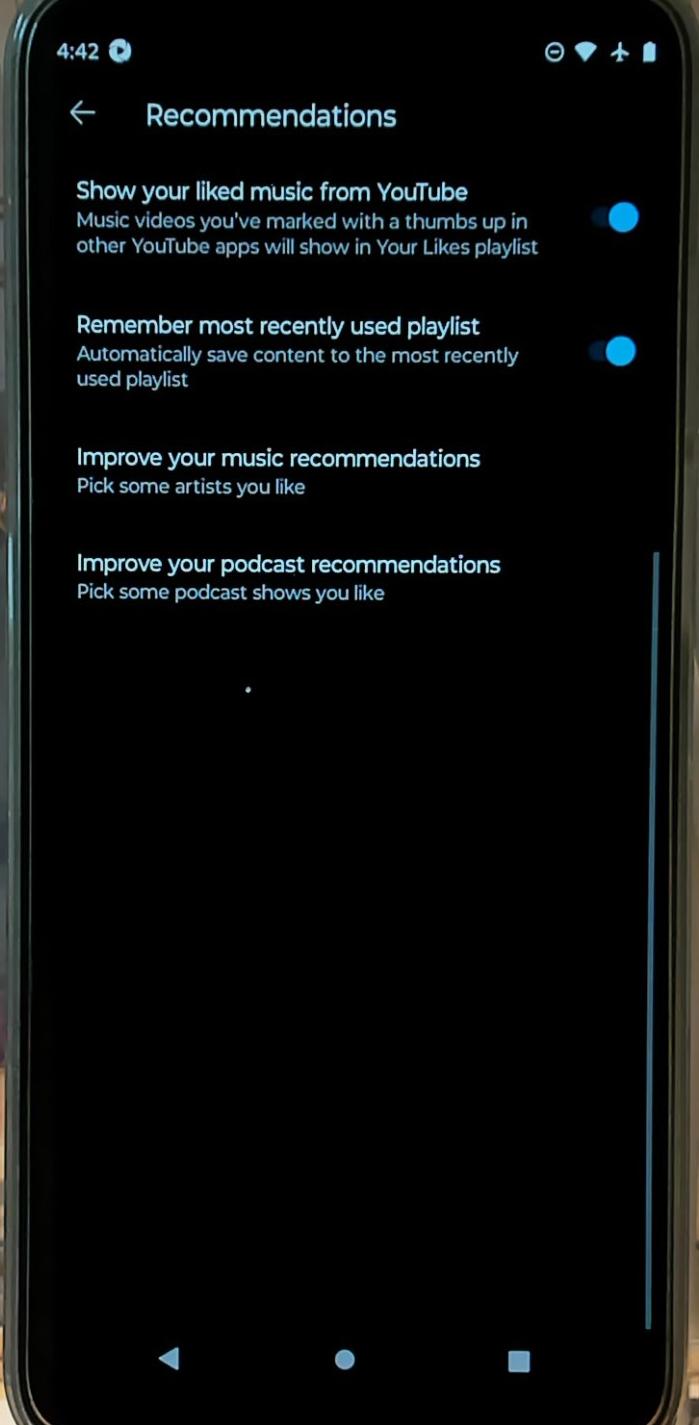 4:42
Recommendations
Show your liked music from YouTube
Music videos you've marked with a thumbs up in
other YouTube apps will show in Your Likes playlist
Remember most recently used playlist
Automatically save content to the most recently
used playlist
Improve your music recommendations
Pick some artists you like
Improve your podcast recommendations
Pick some podcast shows you like